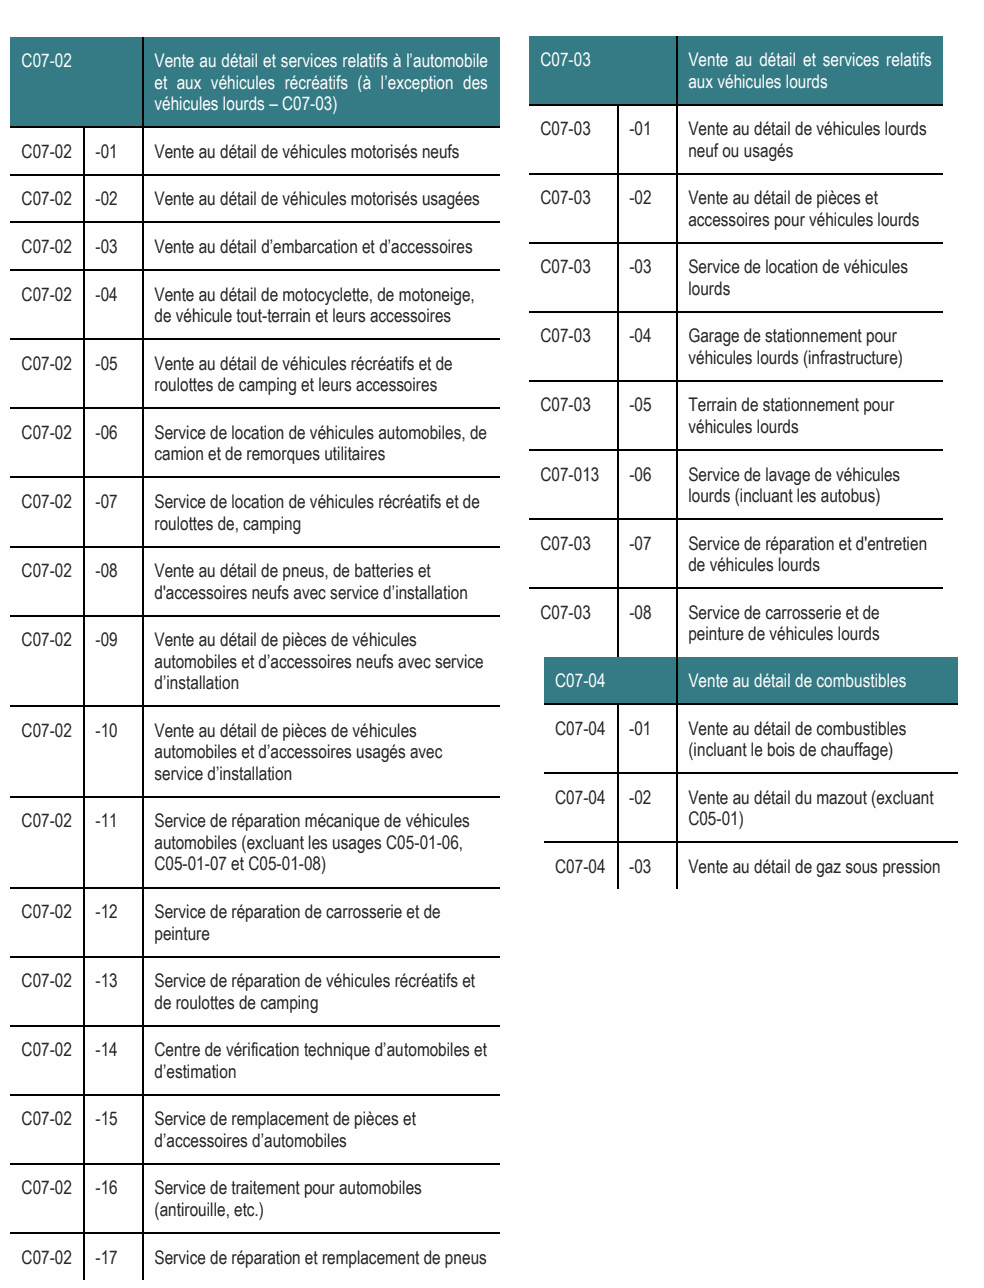 C07-02 Vente au détail et services relatifs à l’automobile
et aux véhicules récréatifs (à l’exception des
véhicules lourds – C07-03)
C07-02 -01 Vente au détail de véhicules motorisés neufs
C07-02 -02 Vente au détail de véhicules motorisés usagées
C07-02 -03 Vente au détail d’embarcation et d’accessoires
C07-02 -04 Vente au détail de motocyclette, de motoneige,
de véhicule tout-terrain et leurs accessoires
C07-02 -05 Vente au détail de véhicules récréatifs et de
roulottes de camping et leurs accessoires
C07-02 -06 Service de location de véhicules automobiles, de
camion et de remorques utilitaires
C07-02 -07 Service de location de véhicules récréatifs et de
roulottes de, camping
C07-02 -08 Vente au détail de pneus, de batteries et
d'accessoires neufs avec service d’installation
C07-02 -09 Vente au détail de pièces de véhicules
automobiles et d’accessoires neufs avec service
d’installation
C07-02 -10 Vente au détail de pièces de véhicules
automobiles et d’accessoires usagés avec
service d’installation
C07-02 -11 Service de réparation mécanique de véhicules
automobiles (excluant les usages C05-01-06,
C05-01-07 et C05-01-08)
C07-02 -12 Service de réparation de carrosserie et de
peinture
C07-02 -13 Service de réparation de véhicules récréatifs et
de roulottes de camping
C07-02 -14 Centre de vérification technique d’automobiles et
d’estimation
C07-02 -15 Service de remplacement de pièces et
d’accessoires d’automobiles
C07-02 -16 Service de traitement pour automobiles
(antirouille, etc.)
C07-02 -17 Service de réparation et remplacement de pneus
C07-03 Vente au détail et services relatifs
aux véhicules lourds
C07-03 -01 Vente au détail de véhicules lourds
neuf ou usagés
C07-03 -02 Vente au détail de pièces et
accessoires pour véhicules lourds
C07-03 -03 Service de location de véhicules
lourds
C07-03 -04 Garage de stationnement pour
véhicules lourds (infrastructure)
C07-03 -05 Terrain de stationnement pour
véhicules lourds
C07-013 -06 Service de lavage de véhicules
lourds (incluant les autobus)
C07-03 -07 Service de réparation et d'entretien
de véhicules lourds
C07-03 -08 Service de carrosserie et de
peinture de véhicules lourds
C07-04 Vente au détail de combustibles
C07-04 -01 Vente au détail de combustibles
(incluant le bois de chauffage)
C07-04 -02 Vente au détail du mazout (excluant
C05-01)
C07-04 -03 Vente au détail de gaz sous pression